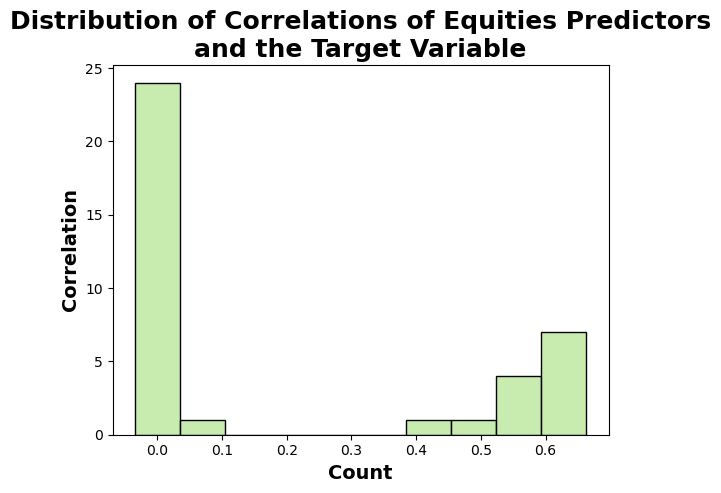 Distribution of Correlations of Equities Predictors
and the Target Variable
25
20
15
10
5
0
Correlation
0.0 0.1 0.2 0.3 0.4 0.5 0.6
Count